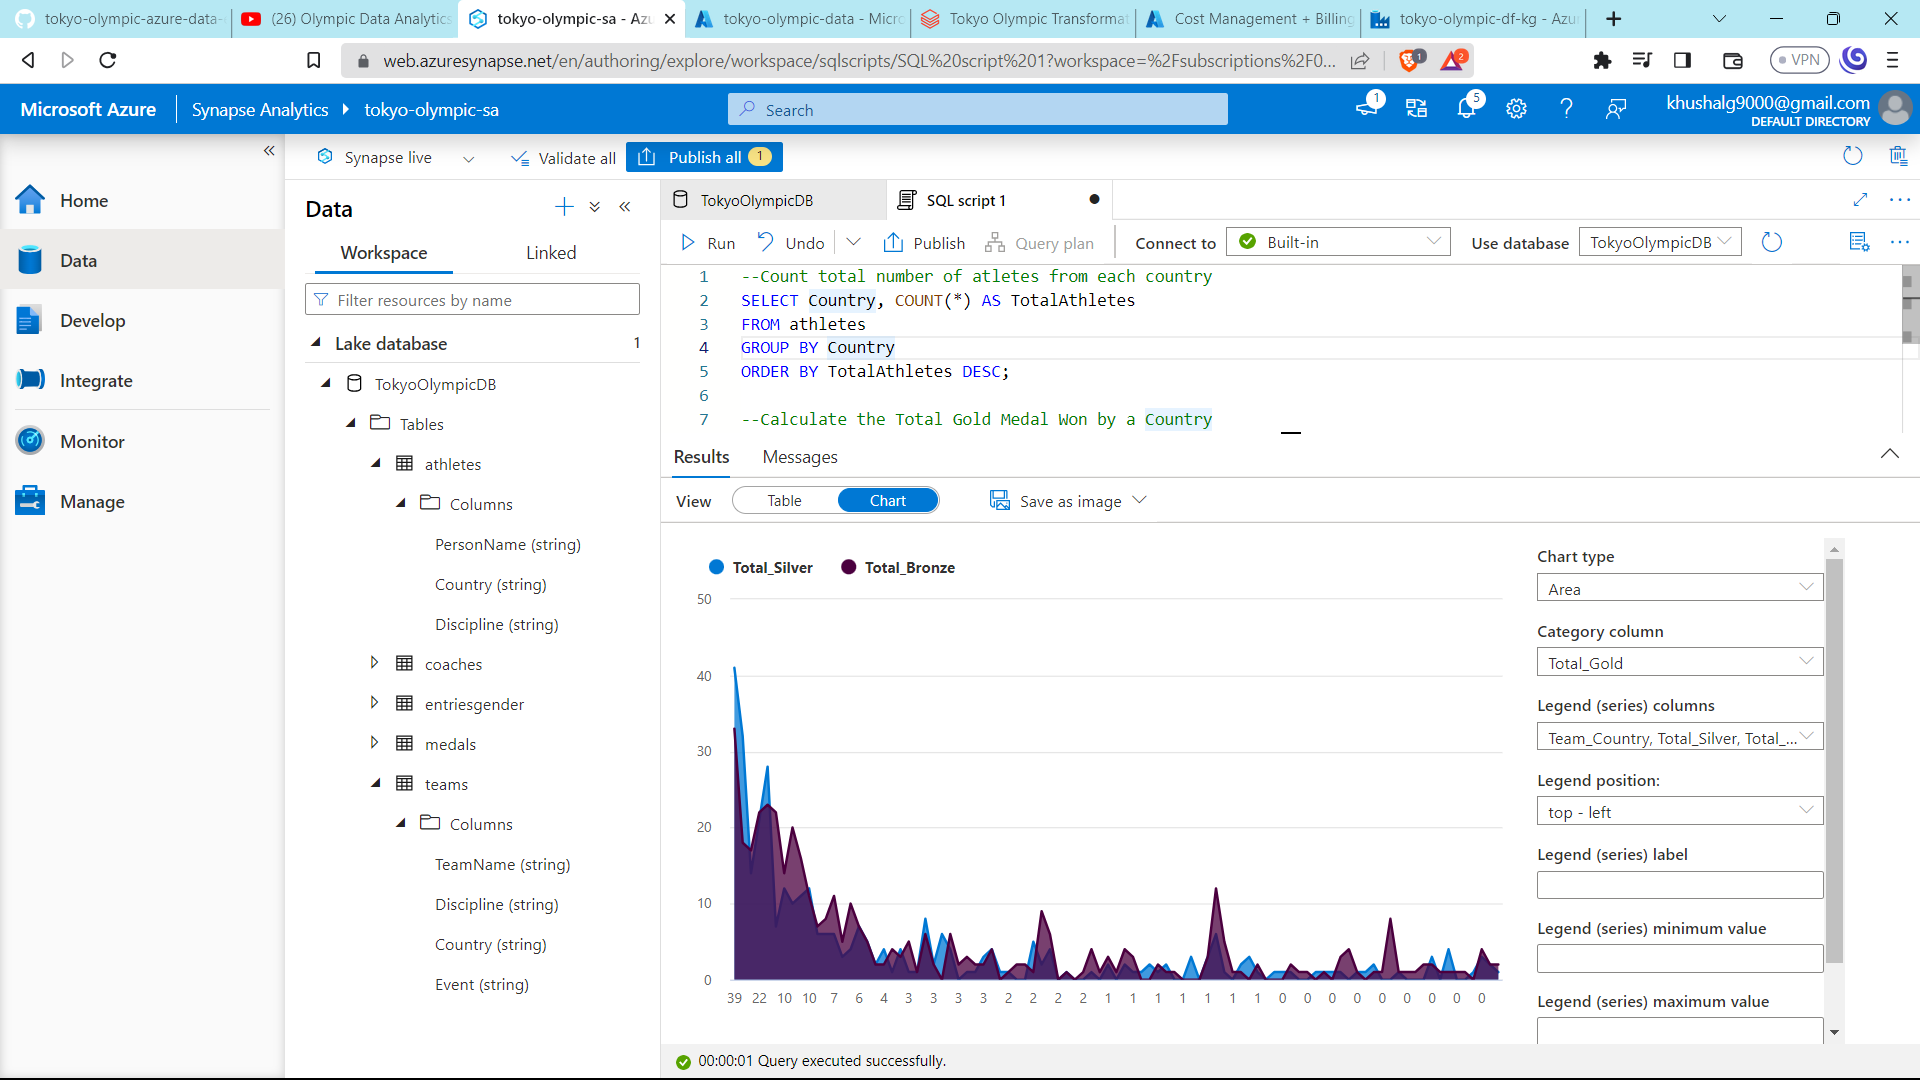 tokyo-olympic-azure-data-
(26) Olympic Data Analytics
tokyo-olympic-sa - Azu
tokyo-olympic-data - Micro
Tokyo Olympic Transformat
Cost Management + Billing
tokyo-olympic-df-kg - Azur
web.azuresynapse.net/en/authoring/explore/workspace/sqlscripts/SQL%20script%201?workspace=%2Fsubscriptions%2F0...
1
2
VPN
Microsoft Azure
Synapse Analytics
tokyo-olympic-sa
Search
1
5
khushalg9000@gmail.com
DEFAULT DIRECTORY
Synapse live
Validate all
Publish all
1
Home
Data
Develop
Integrate
Monitor
Manage
Data
Workspace
Linked
Filter resources by name
Lake database
1
TokyoOlympicDB
Tables
athletes
Columns
PersonName (string)
Country (string)
Discipline (string)
coaches
entriesgender
medals
teams
Columns
TeamName (string)
Discipline (string)
Country (string)
Event (string)
TokyoOlympicDB
SQL script 1
Run
Undo
Publish
Query plan
Connect to
Built-in
Use database
TokyoOlympicDB
1 --Count total number of atletes from each country
2 SELECT Country, COUNT(*) AS TotalAthletes
3 FROM athletes
4 GROUP BY Country
5 ORDER BY TotalAthletes DESC;
6
7 --Calculate the Total Gold Medal Won by a Country
Results
Messages
View
Table
Chart
Save as image
Total_Silver
Total_Bronze
50
40
30
20
10
0
39 22 10 10 7 6 4 3 3 3 3 2 2 2 2 1 1 1 1 1 1 1 0 0 0 0 0 0 0 0 0
Chart type
Area
Category column
Total_Gold
Legend (series) columns
Team_Country, Total_Silver, Total_...
Legend position:
top - left
Legend (series) label
Legend (series) minimum value
Legend (series) maximum value
00:00:01 Query executed successfully.